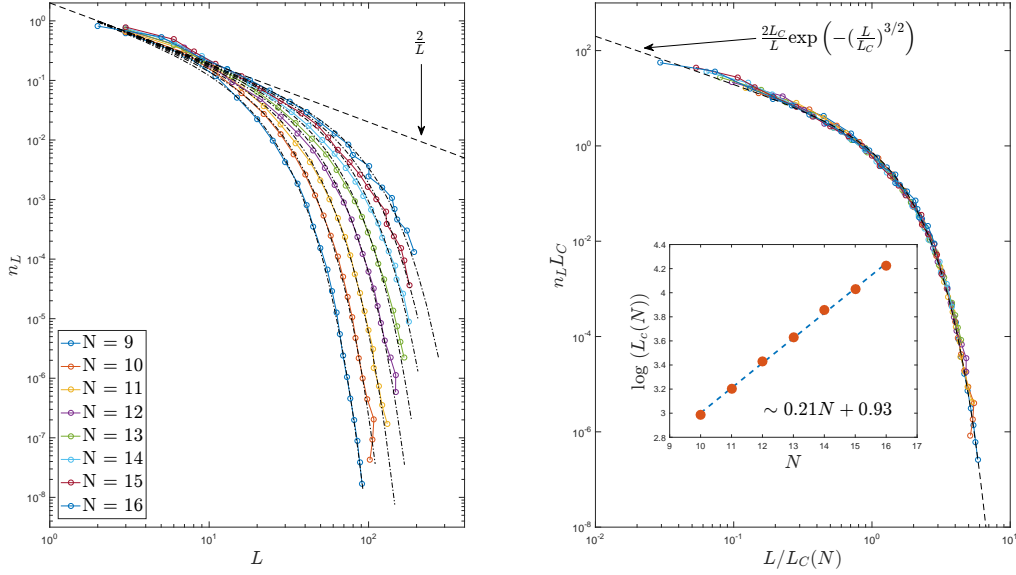 10^0
10^-1
10^-2
10^-3
10^-4
10^-5
10^-6
10^-7
10^-8
n_L
10^0
10^1
10^2
L
2/L
N = 9
N = 10
N = 11
N = 12
N = 13
N = 14
N = 15
N = 16
10^2
10^0
10^-2
10^-4
10^-6
10^-8
n_L L_C
10^-2
10^-1
10^0
10^1
L/L_C(N)
2L_C/L exp(-(L/L_C)^3/2)
4.4
4.2
4
3.8
3.6
3.4
3.2
3
2.8
log (L_c(N))
9 10 11 12 13 14 15 16 17
N
~ 0.21N + 0.93